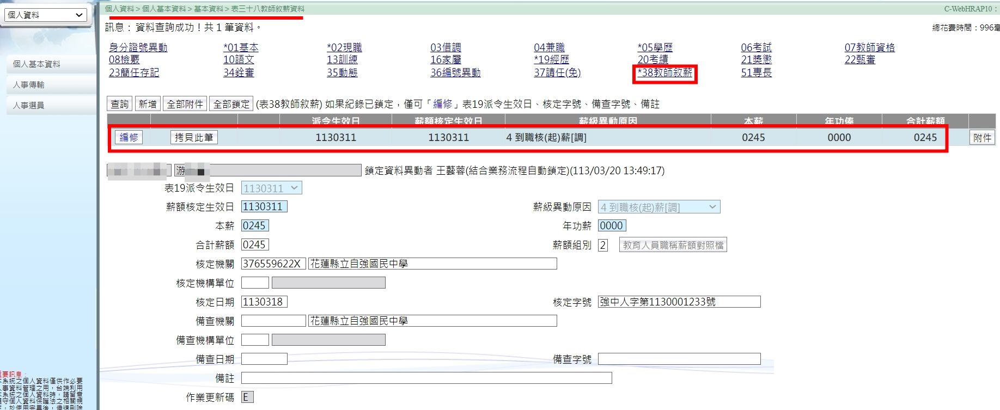 個人資料
個人資料 > 個人基本資料 > 基本資料 > 表三十八教師敘薪資料
C-WebHRAP10：
訊息： 資料查詢成功！共 1 筆資料。
總花費時間：996毫
身分證號異動 *01基本 *02現職 03借調 04兼職 *05學歷 06考試 07教師資格
08檢覈 10語文 13訓練 16家屬 *19經歷 20考績 21獎懲 22甄審
23簡任存記 34銓審 35動態 36編號異動 37請任(免) *38教師敘薪 51專長
個人基本資料
人事傳輸
人事選員
查詢 新增 全部附件 全部鎖定 (表38教師敘薪) 如果紀錄已鎖定，僅可「編修」表19派令生效日、核定字號、備查字號、備註
派令生效日 薪額核定生效日 薪級異動原因 本薪 年功俸 合計薪額
編修 拷貝此筆 1130311 1130311 4 到職核(起)薪[調] 0245 0000 0245 附件
游 鎖定資料異動者 王藝蓉(結合業務流程自動鎖定)(113/03/20 13:49:17)
表19派令生效日 1130311
薪額核定生效日 1130311 薪級異動原因 4 到職核(起)薪[調]
本薪 0245 年功薪 0000
合計薪額 0245 薪額組別 2 教育人員職稱薪額對照檔
核定機關 376559622X 花蓮縣立自強國民中學
核定機構單位
核定日期 1130318 核定字號 強中人字第1130001233號
備查機關 花蓮縣立自強國民中學
備查機構單位
備查日期 備查字號
備註
作業更新碼 E
重要訊息：
本系統之個人資料僅供作必要
人事資料管理之用，台端利用
本系統之個人資料時，請留意
遵守個人資料保護法之相關規
定，於使用完畢後，儘速刪除